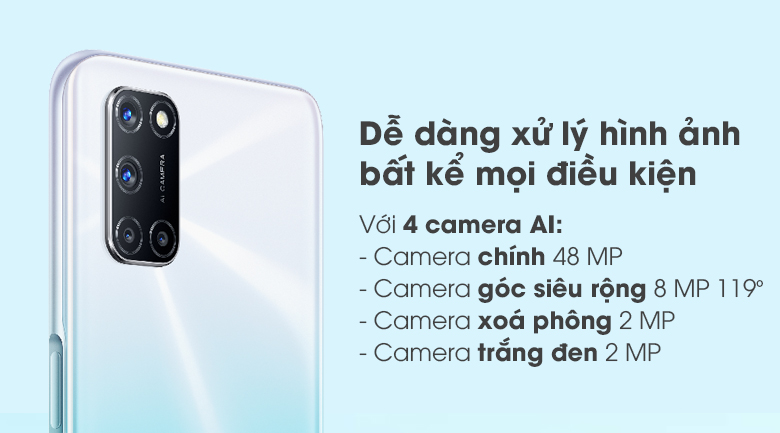 AI CAMERA
Dễ dàng xử lý hình ảnh
bất kể mọi điều kiện
Với 4 camera AI:
- Camera chính 48 MP
- Camera góc siêu rộng 8 MP 119º
- Camera xoá phông 2 MP
- Camera trắng đen 2 MP